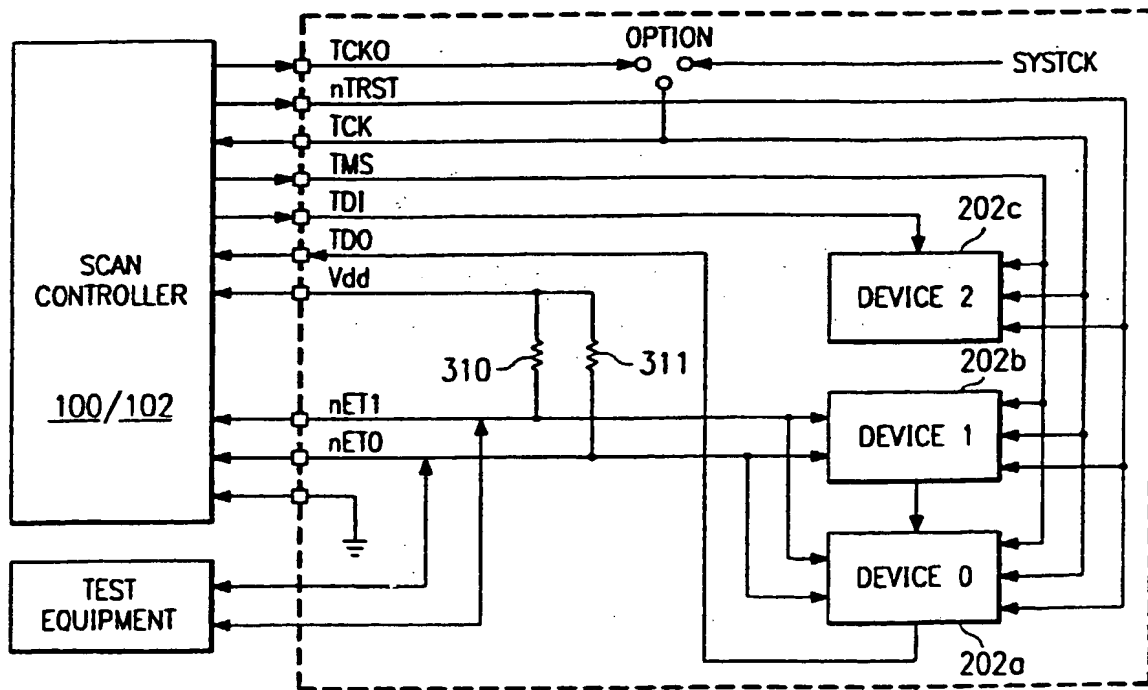 OPTION
TCKO
SYSTCK
nTRST
TCK
TMS
TDI
202c
TDO
SCAN
CONTROLLER
Vdd
DEVICE 2
310
311
202b
100/102
nET1
nET0
DEVICE 1
TEST
EQUIPMENT
DEVICE 0
202a